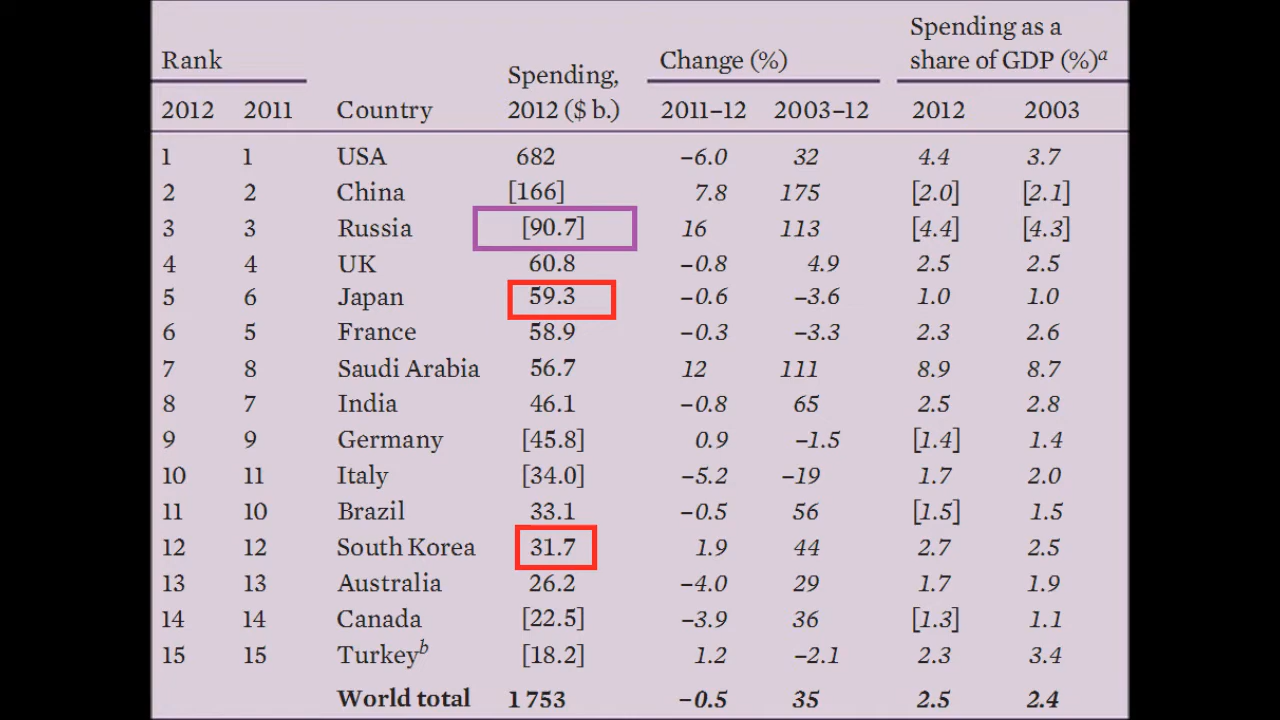 Rank Spending, Change (%) Spending as a share of GDP (%)ᵃ
2012 2011 Country 2012 ($ b.) 2011–12 2003–12 2012 2003
1 1 USA 682 –6.0 32 4.4 3.7
2 2 China [166] 7.8 175 [2.0] [2.1]
3 3 Russia [90.7] 16 113 [4.4] [4.3]
4 4 UK 60.8 –0.8 4.9 2.5 2.5
5 6 Japan 59.3 –0.6 –3.6 1.0 1.0
6 5 France 58.9 –0.3 –3.3 2.3 2.6
7 8 Saudi Arabia 56.7 12 111 8.9 8.7
8 7 India 46.1 –0.8 65 2.5 2.8
9 9 Germany [45.8] 0.9 –1.5 [1.4] 1.4
10 11 Italy [34.0] –5.2 –19 1.7 2.0
11 10 Brazil 33.1 –0.5 56 [1.5] 1.5
12 12 South Korea 31.7 1.9 44 2.7 2.5
13 13 Australia 26.2 –4.0 29 1.7 1.9
14 14 Canada [22.5] –3.9 36 [1.3] 1.1
15 15 Turkeyᵇ [18.2] 1.2 –2.1 2.3 3.4
World total 1 753 –0.5 35 2.5 2.4